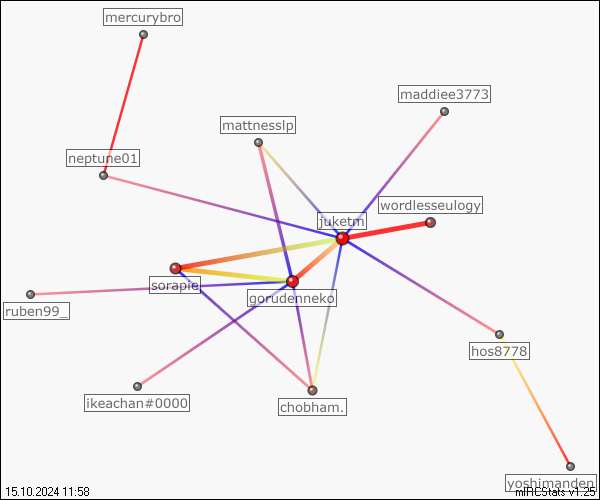 mercurybro
maddiee3773
mattnesslp
neptune01
wordlesseulogy
juketm
sorapie
gorudenneko
ruben99_
hos8778
ikeachan#0000
chobham.
yoshimanden
15.10.2024 11:58
mIRCStats v1.25